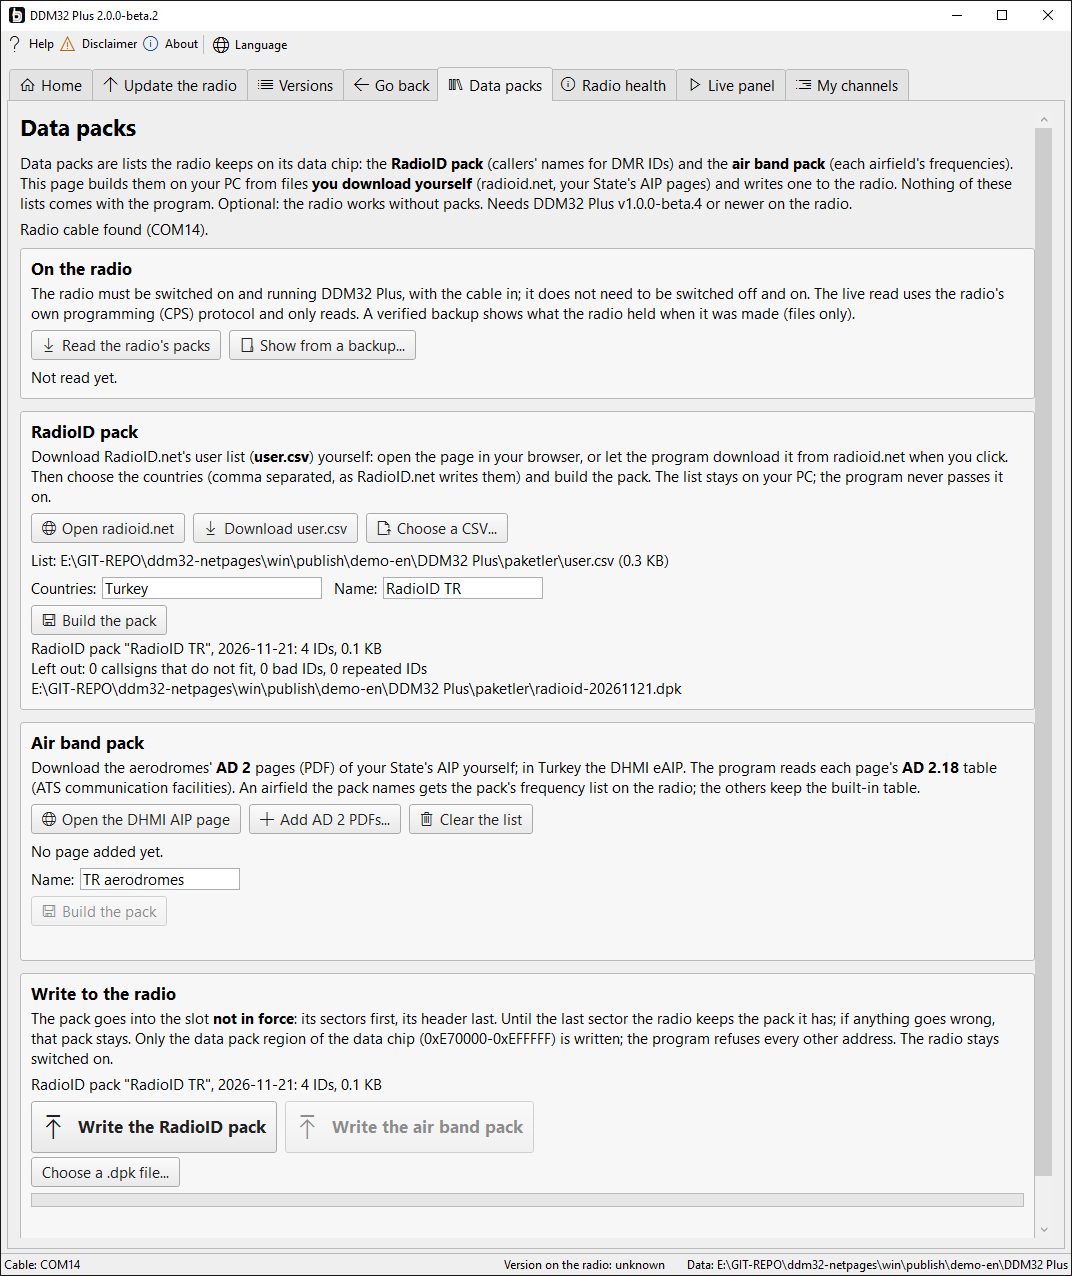 DDM32 Plus 2.0.0-beta.2
Help Disclaimer About Language
Home Update the radio Versions Go back Data packs Radio health Live panel My channels
Data packs
Data packs are lists the radio keeps on its data chip: the RadioID pack (callers' names for DMR IDs) and the air band pack (each airfield's frequencies).
This page builds them on your PC from files you download yourself (radioid.net, your State's AIP pages) and writes one to the radio. Nothing of these
lists comes with the program. Optional: the radio works without packs. Needs DDM32 Plus v1.0.0-beta.4 or newer on the radio.
Radio cable found (COM14).
On the radio
The radio must be switched on and running DDM32 Plus, with the cable in; it does not need to be switched off and on. The live read uses the radio's
own programming (CPS) protocol and only reads. A verified backup shows what the radio held when it was made (files only).
Read the radio's packs Show from a backup...
Not read yet.
RadioID pack
Download RadioID.net's user list (user.csv) yourself: open the page in your browser, or let the program download it from radioid.net when you click.
Then choose the countries (comma separated, as RadioID.net writes them) and build the pack. The list stays on your PC; the program never passes it
on.
Open radioid.net Download user.csv Choose a CSV...
List: E:\GIT-REPO\ddm32-netpages\win\publish\demo-en\DDM32 Plus\paketler\user.csv (0.3 KB)
Countries: Turkey Name: RadioID TR
Build the pack
RadioID pack "RadioID TR", 2026-11-21: 4 IDs, 0.1 KB
Left out: 0 callsigns that do not fit, 0 bad IDs, 0 repeated IDs
E:\GIT-REPO\ddm32-netpages\win\publish\demo-en\DDM32 Plus\paketler\radioid-20261121.dpk
Air band pack
Download the aerodromes' AD 2 pages (PDF) of your State's AIP yourself; in Turkey the DHMI eAIP. The program reads each page's AD 2.18 table
(ATS communication facilities). An airfield the pack names gets the pack's frequency list on the radio; the others keep the built-in table.
Open the DHMI AIP page Add AD 2 PDFs... Clear the list
No page added yet.
Name: TR aerodromes
Build the pack
Write to the radio
The pack goes into the slot not in force: its sectors first, its header last. Until the last sector the radio keeps the pack it has; if anything goes wrong,
that pack stays. Only the data pack region of the data chip (0xE70000-0xEFFFFF) is written; the program refuses every other address. The radio stays
switched on.
RadioID pack "RadioID TR", 2026-11-21: 4 IDs, 0.1 KB
Write the RadioID pack Write the air band pack
Choose a .dpk file...
Cable: COM14 Version on the radio: unknown Data: E:\GIT-REPO\ddm32-netpages\win\publish\demo-en\DDM32 Plus